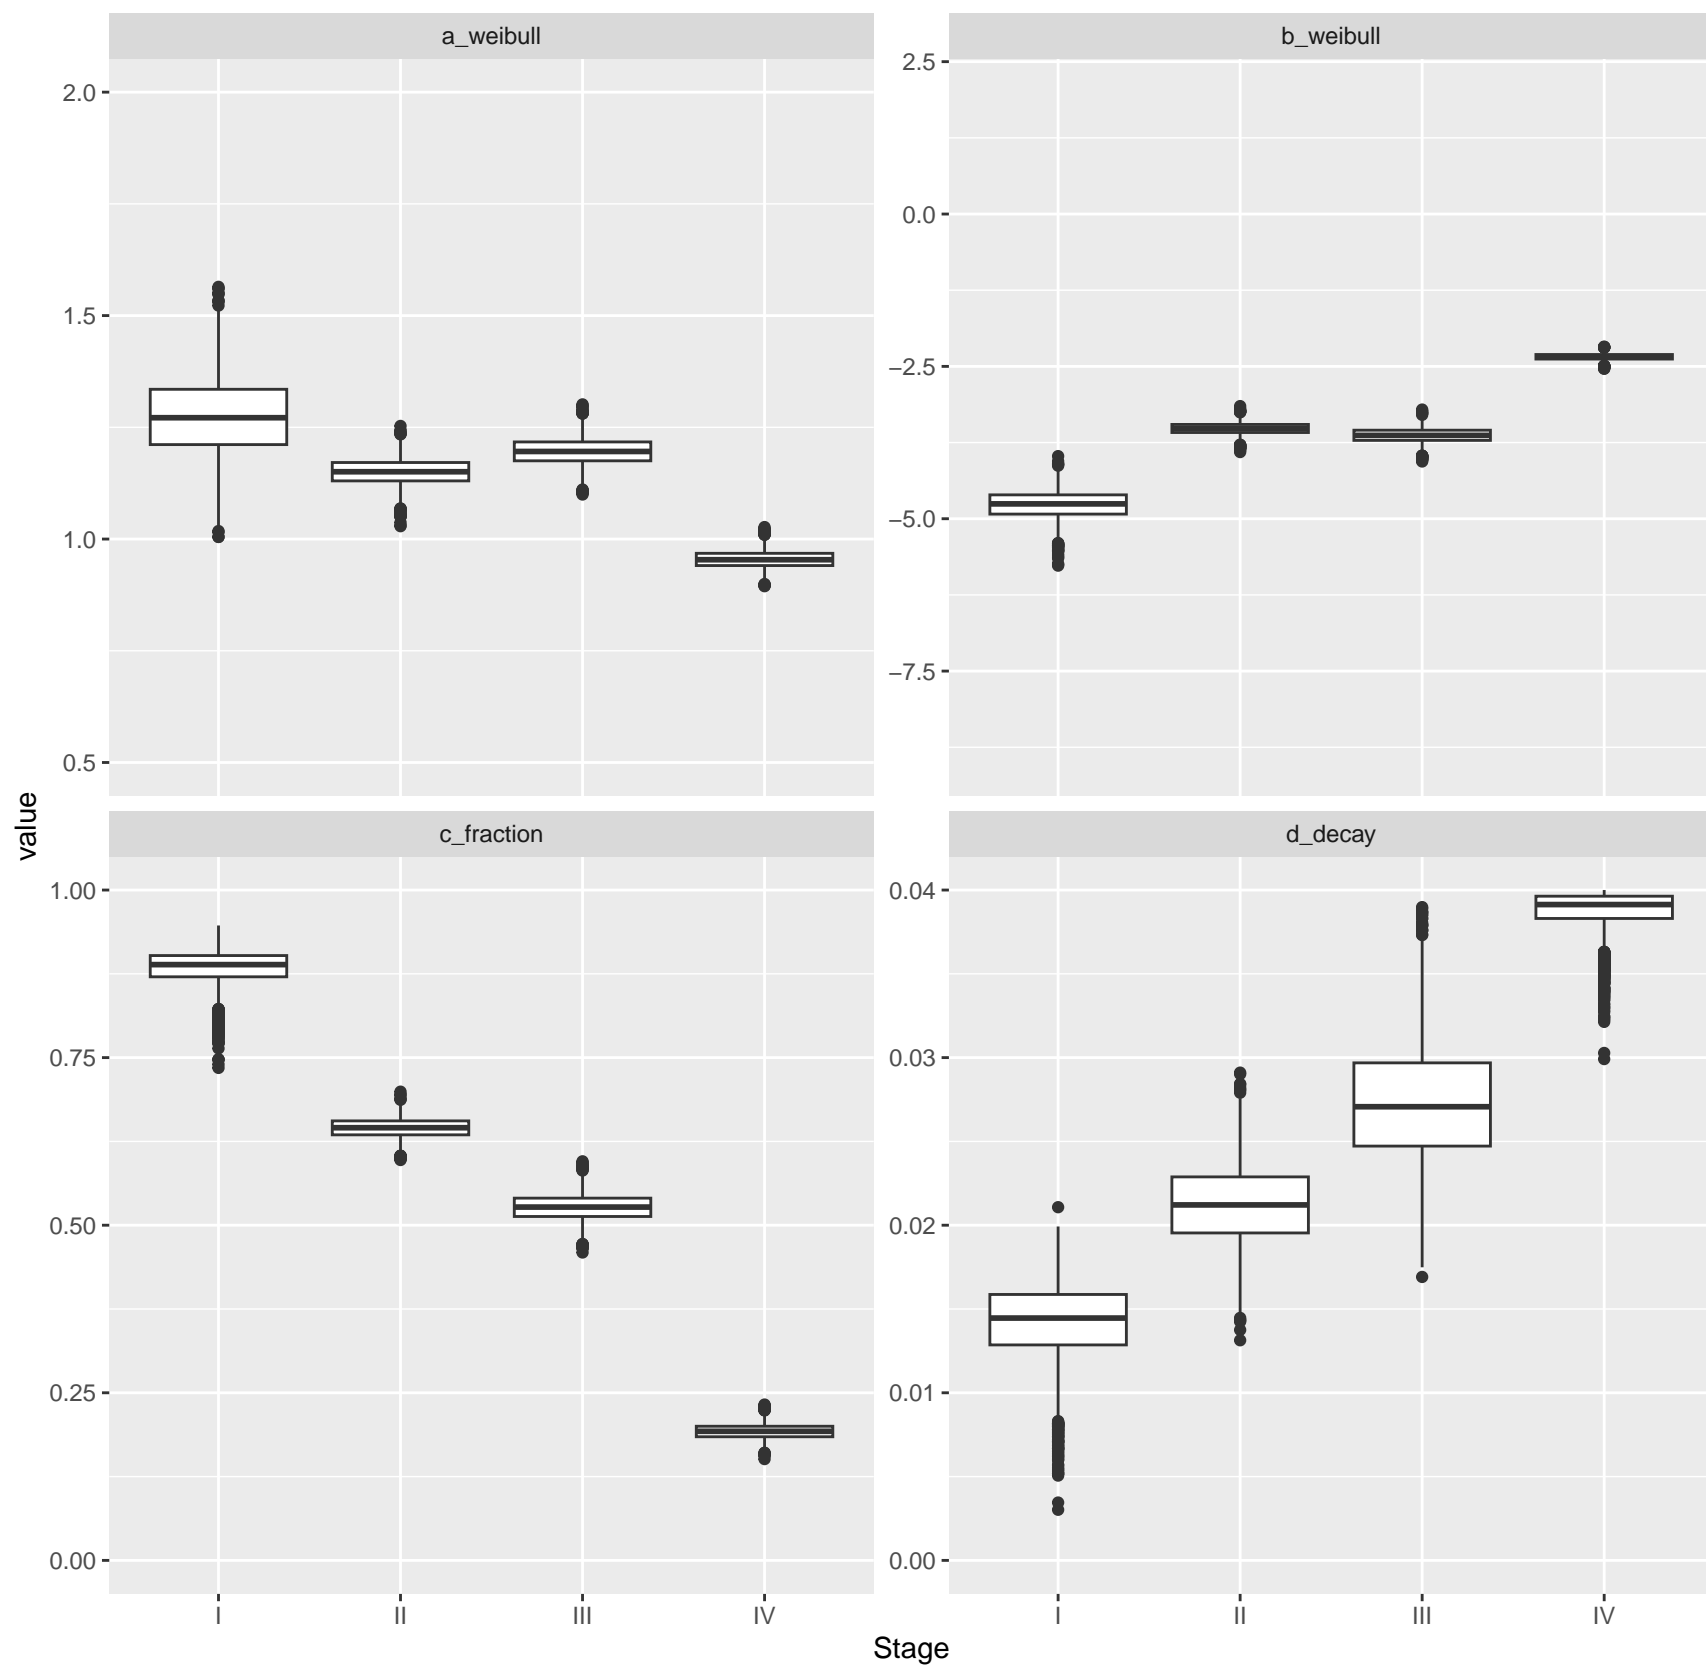 a_weibull
b_weibull
2.0
1.5
1.0
0.5
2.5
0.0
−2.5
−5.0
−7.5
value
c_fraction
d_decay
1.00
0.75
0.50
0.25
0.00
0.04
0.03
0.02
0.01
0.00
I II III IV
I II III IV
Stage